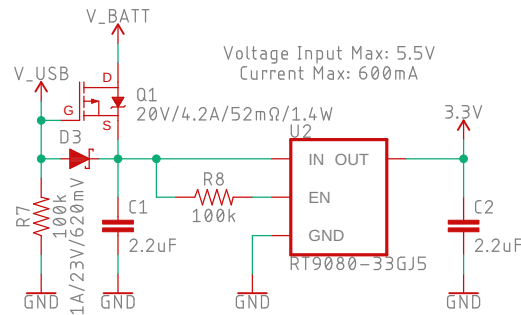 V_BATT
Voltage Input Max: 5.5V
Current Max: 600mA
V_USB
D
Q1
G
20V/4.2A/52mΩ/1.4W
S
U2
3.3V
D3
IN OUT
R8
EN
100k
R7
100k
1A/23V/620mV
C1
2.2uF
GND
C2
2.2uF
RT9080-33GJ5
GND
GND
GND
GND